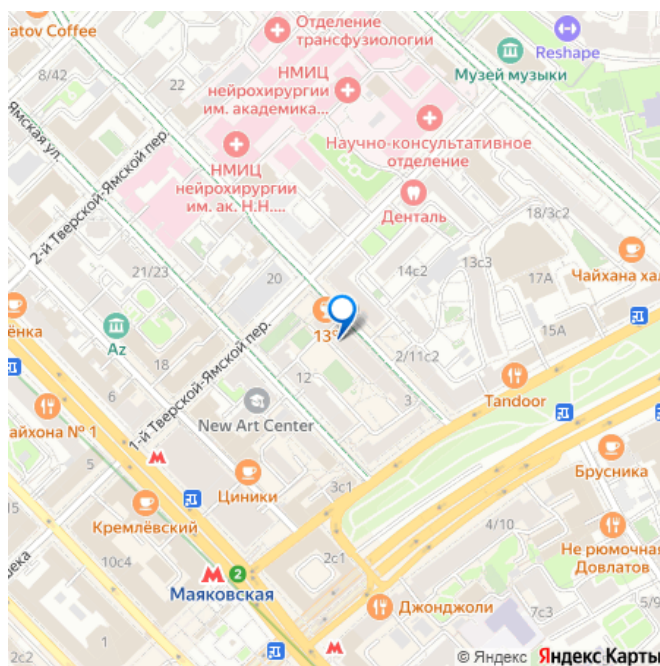 ratov Coffee
Отделение
трансфузиологии
Reshape
Музей музыки
8/42
22
НМИЦ
нейрохирургии
им. академика...
Научно-консультативное
отделение
Ямская ул.
НМИЦ
нейрохирургии
им. ак. Н.Н....
Денталь
2-й Тверской-Ямской пер.
18/3с2
14с2
13с3
17А
Чайхана хал
21/23
20
ёнка
Az
13
15А
2/11с2
18
1-й Тверской-Ямской пер.
12
3
Tandoor
New Art Center
айхона № 1
5
Циники
3с1
Брусника
Кремлёвский
4/10
10с4
2с1
Не рюмочная
Довлатов
2
Маяковская
Джонджоли
7с3
5/9
1
© Яндекс Яндекс Карты